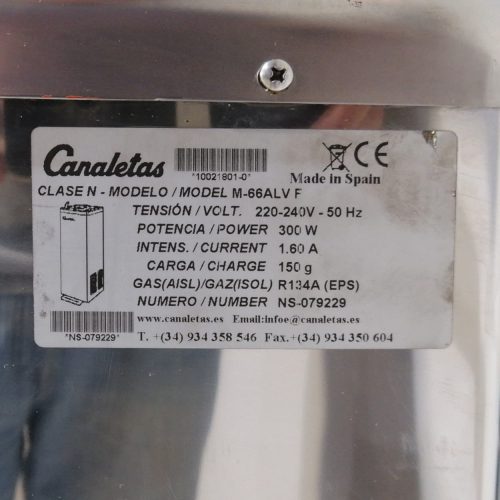 Canaletas
*10021801-0*
CE
Made in Spain
CLASE N - MODELO / MODEL M-66ALV F
TENSIÓN / VOLT. 220-240V - 50 Hz
POTENCIA / POWER 300 W
INTENS. / CURRENT 1.60 A
CARGA / CHARGE 150 g
GAS(AISL) / GAZ(ISOL) R134A (EPS)
NUMERO / NUMBER NS-079229
www.canaletas.es Email:infoe@canaletas.es
*NS-079229*
T. +(34) 934 358 546 Fax.+(34) 934 350 604